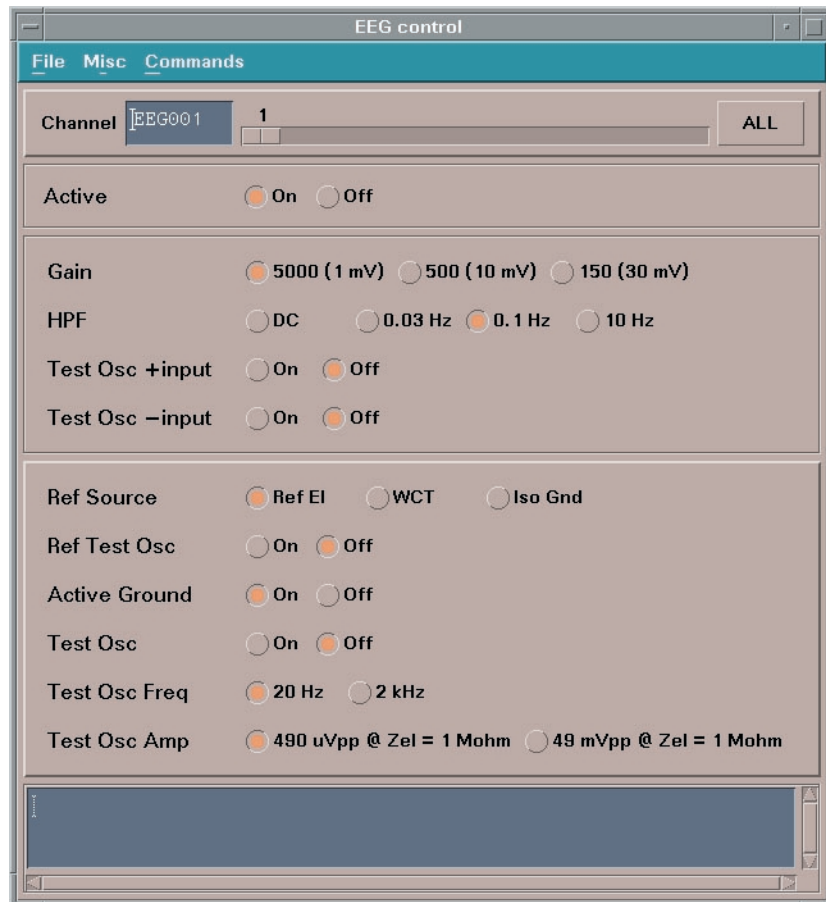 EEG control
File Misc Commands
Channel EEG001 1 ALL
Active On Off
Gain 5000 (1 mV) 500 (10 mV) 150 (30 mV)
HPF DC 0.03 Hz 0.1 Hz 10 Hz
Test Osc +input On Off
Test Osc −input On Off
Ref Source Ref El WCT Iso Gnd
Ref Test Osc On Off
Active Ground On Off
Test Osc On Off
Test Osc Freq 20 Hz 2 kHz
Test Osc Amp 490 uVpp @ Zel = 1 Mohm 49 mVpp @ Zel = 1 Mohm